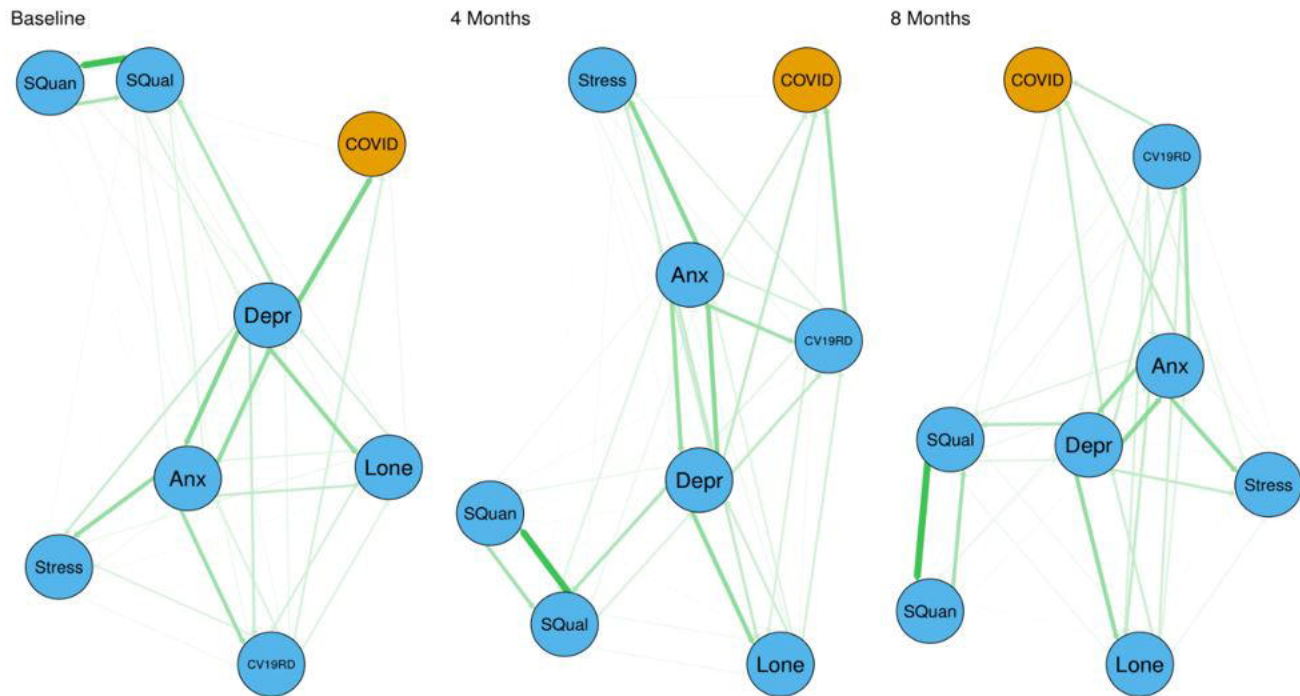 Baseline
SQuan
SQual
COVID
Depr
Anx
Lone
Stress
CV19RD
4 Months
Stress
COVID
Anx
CV19RD
Depr
SQuan
SQual
Lone
8 Months
COVID
CV19RD
Anx
SQual
Depr
Stress
SQuan
Lone